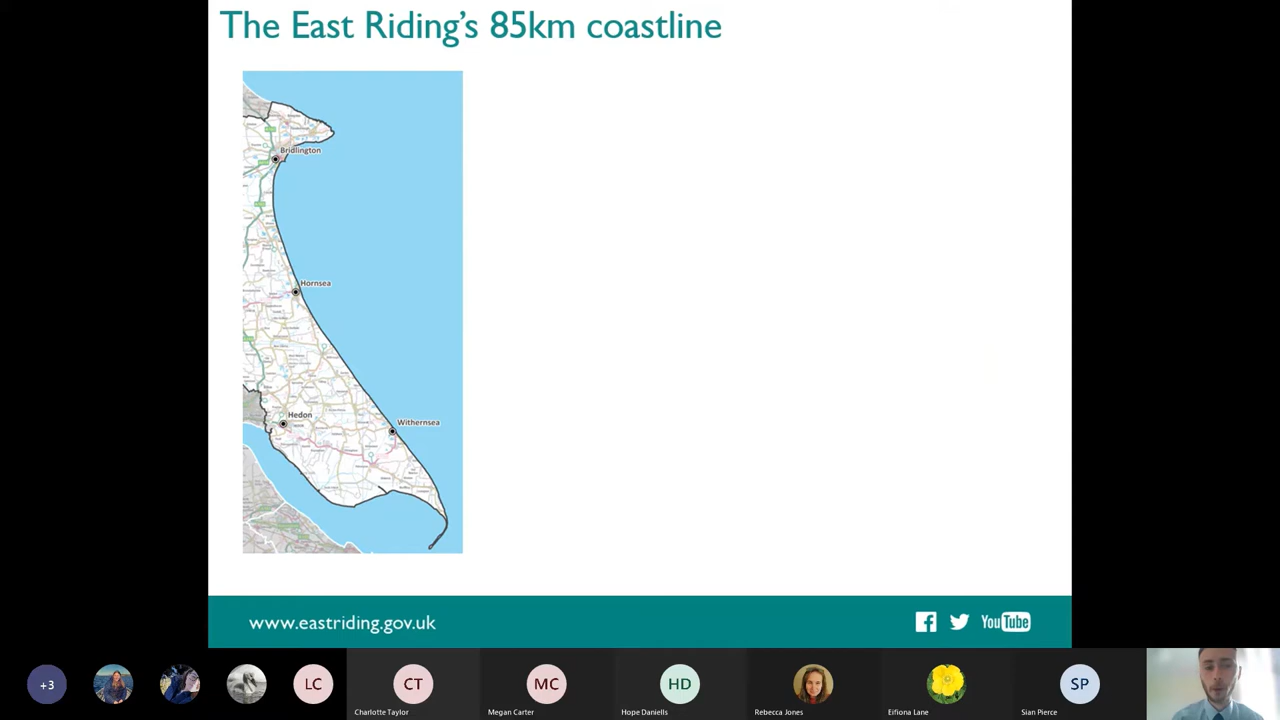 The East Riding's 85km coastline
Bridlington
Hornsea
Hedon
Withernsea
www.eastriding.gov.uk
YouTube
+3
LC
CT
MC
HD
SP
Charlotte Taylor
Megan Carter
Hope Daniells
Rebecca Jones
Eifiona Lane
Sian Pierce